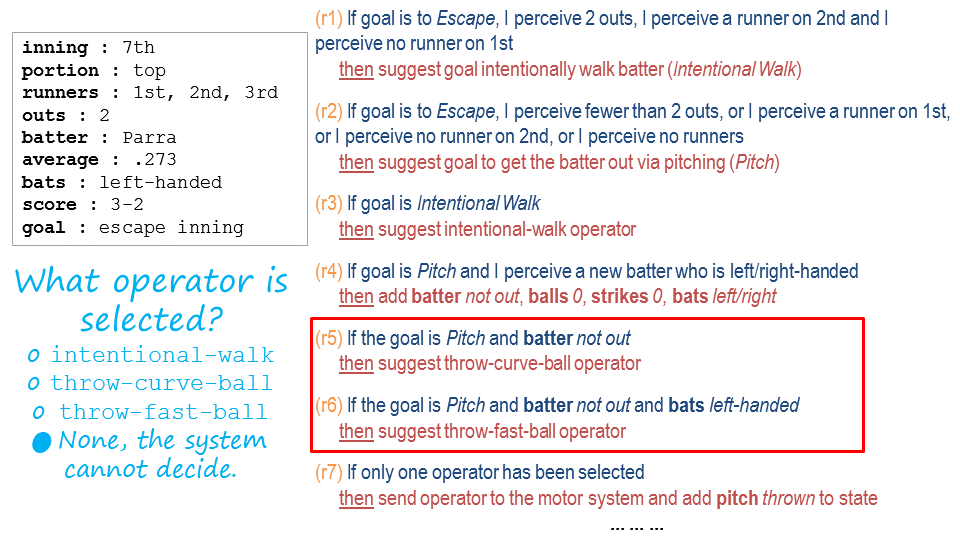 inning : 7th
portion : top
runners : 1st, 2nd, 3rd
outs : 2
batter : Parra
average : .273
bats : left-handed
score : 3-2
goal : escape inning
What operator is
selected?
o intentional-walk
o throw-curve-ball
o throw-fast-ball
None, the system
cannot decide.
(r1) If goal is to Escape, I perceive 2 outs, I perceive a runner on 2nd and I
perceive no runner on 1st
then suggest goal intentionally walk batter (Intentional Walk)
(r2) If goal is to Escape, I perceive fewer than 2 outs, or I perceive a runner on 1st,
or I perceive no runner on 2nd, or I perceive no runners
then suggest goal to get the batter out via pitching (Pitch)
(r3) If goal is Intentional Walk
then suggest intentional-walk operator
(r4) If goal is Pitch and I perceive a new batter who is left/right-handed
then add batter not out, balls 0, strikes 0, bats left/right
(r5) If the goal is Pitch and batter not out
then suggest throw-curve-ball operator
(r6) If the goal is Pitch and batter not out and bats left-handed
then suggest throw-fast-ball operator
(r7) If only one operator has been selected
then send operator to the motor system and add pitch thrown to state
... ... ...